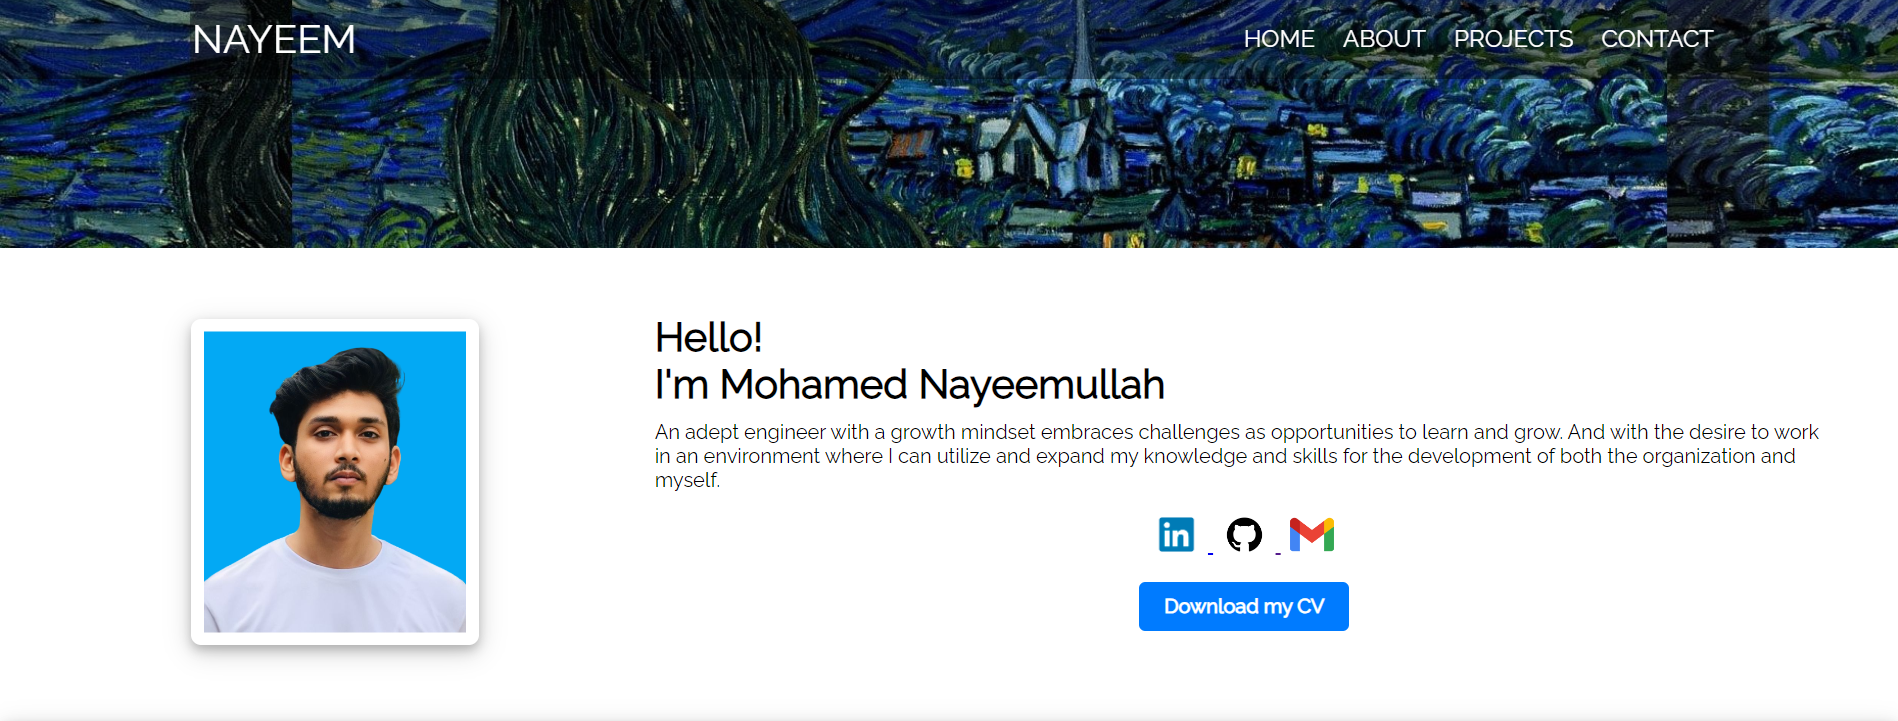 NAYEEM
HOME ABOUT PROJECTS CONTACT
Hello!
I'm Mohamed Nayeemullah
An adept engineer with a growth mindset embraces challenges as opportunities to learn and grow. And with the desire to work
in an environment where I can utilize and expand my knowledge and skills for the development of both the organization and
myself.
in
Download my CV